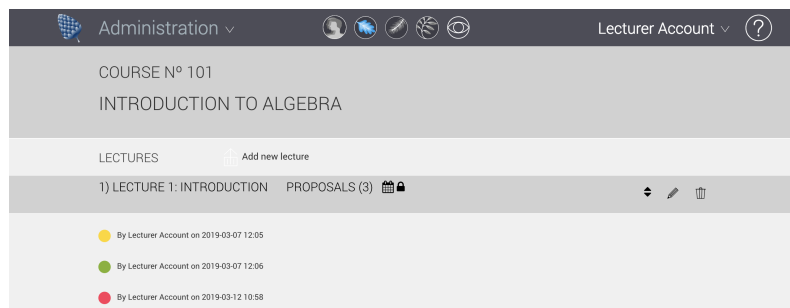 Administration
Lecturer Account
?
COURSE Nº 101
INTRODUCTION TO ALGEBRA
LECTURES Add new lecture
1) LECTURE 1: INTRODUCTION PROPOSALS (3)
By Lecturer Account on 2019-03-07 12:05
By Lecturer Account on 2019-03-07 12:06
By Lecturer Account on 2019-03-12 10:58